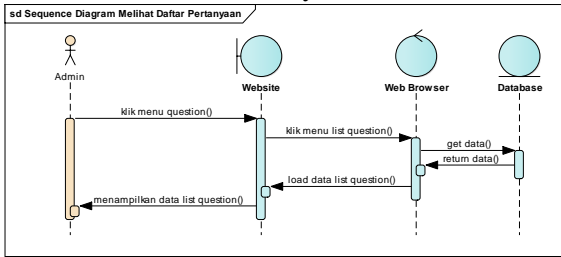 sd Sequence Diagram Melihat Daftar Pertanyaan
Admin
Website
Web Browser
Database
klik menu question()
klik menu list question()
get data()
return data()
load data list question()
menampilkan data list question()